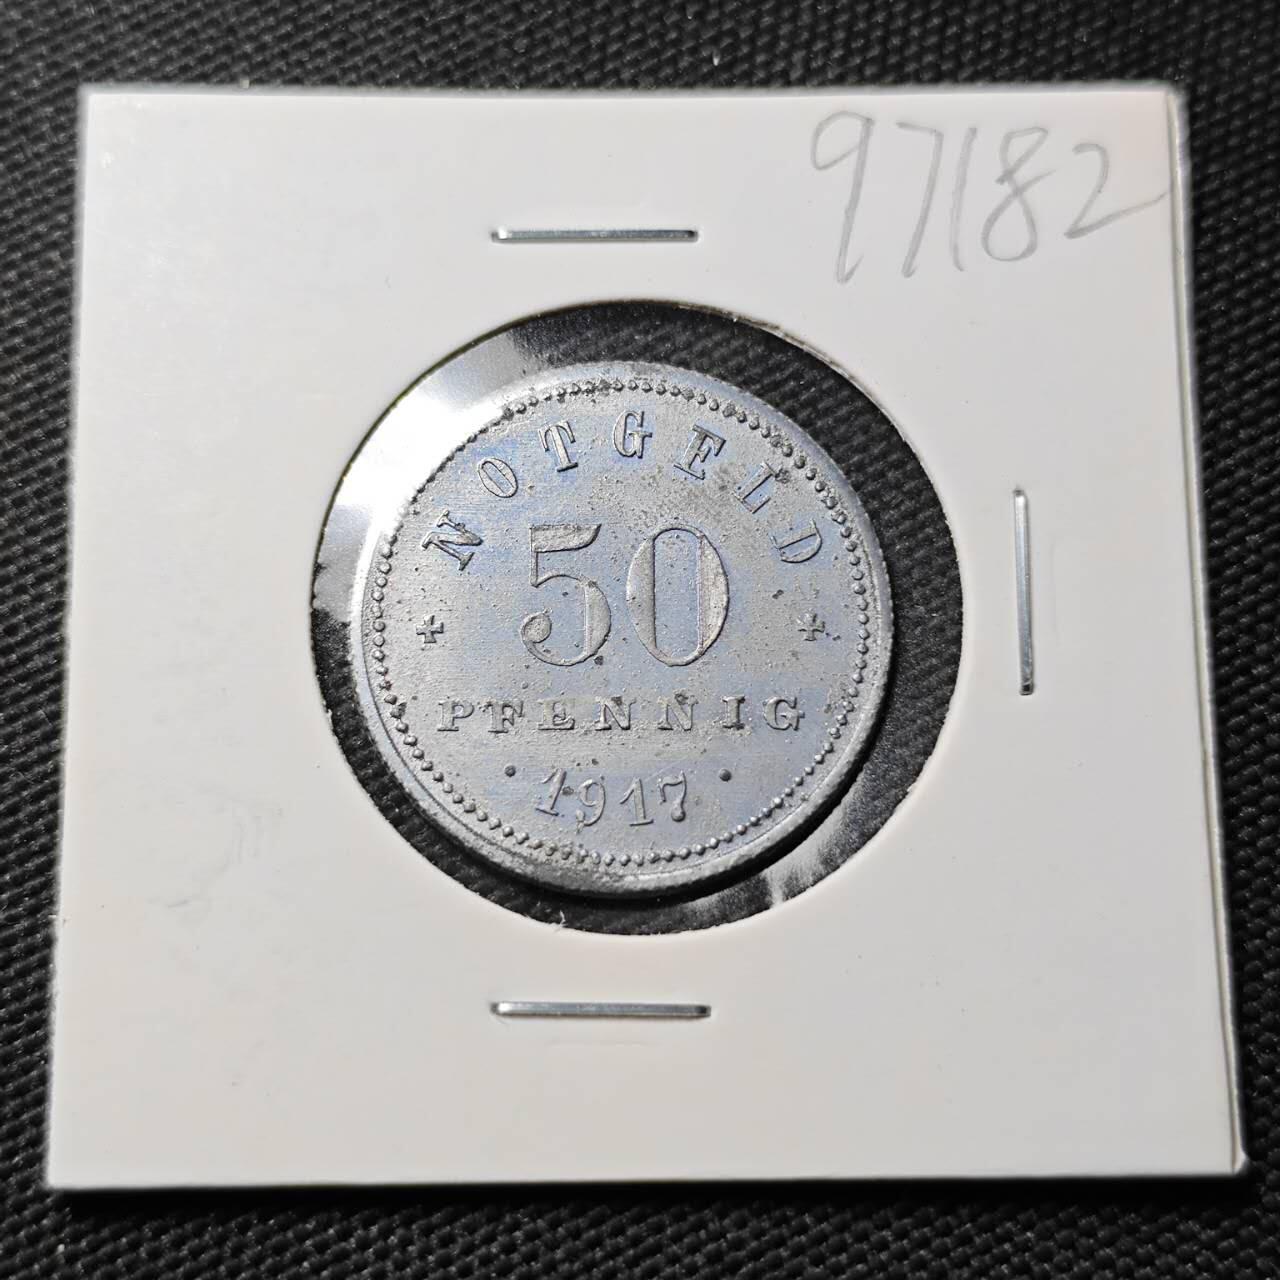 97182
NOTGELD
50
PFENNIG
· 1917 ·